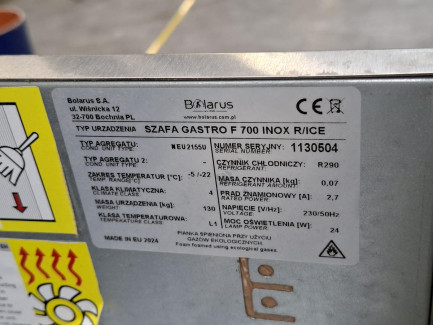 Bolarus S.A.
ul. Wiśnicka 12
32-700 Bochnia PL
Bolarus
www.bolarus.com.pl
TYP URZĄDZENIA SZAFA GASTRO F 700 INOX R/ICE
TYP AGREGATU: NEU2155U
COND. UNIT TYPE
NUMER SERYJNY: 1130504
SERIAL NUMBER
TYP AGREGATU 2: -
COND. UNIT TYPE
CZYNNIK CHŁODNICZY: R290
REFRIGERANT
ZAKRES TEMPERATUR [°C]: -5 /-22
TEMP. RANGE[°C]
MASA CZYNNIKA [kg]: 0,07
REFRIGERANT AMOUNT
KLASA KLIMATYCZNA: 4
CLIMATE CLASS
PRĄD ZNAMIONOWY [A]: 2,7
RATED POWER
MASA URZĄDZENIA [kg]: 130
WEIGHT
NAPIĘCIE [V/Hz]: 230/50Hz
VOLTAGE
KLASA TEMPERATUROWA: L1
TEMPERATURE CLASS
MOC OŚWIETLENIA [W]: 24
LAMP POWER
MADE IN EU 2024
SPIENIONA PRZY UŻYCIU
GAZÓW EKOLOGICZNYCH
Foam foamed using ecological gases.